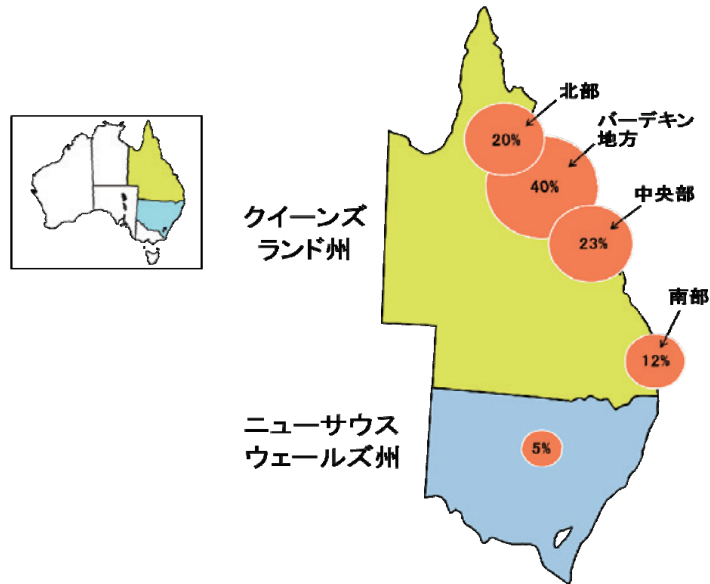 北部
バーデキン
地方
20%
40%
中央部
クイーンズ
ランド州
23%
南部
12%
ニューサウス
ウェールズ州
5%